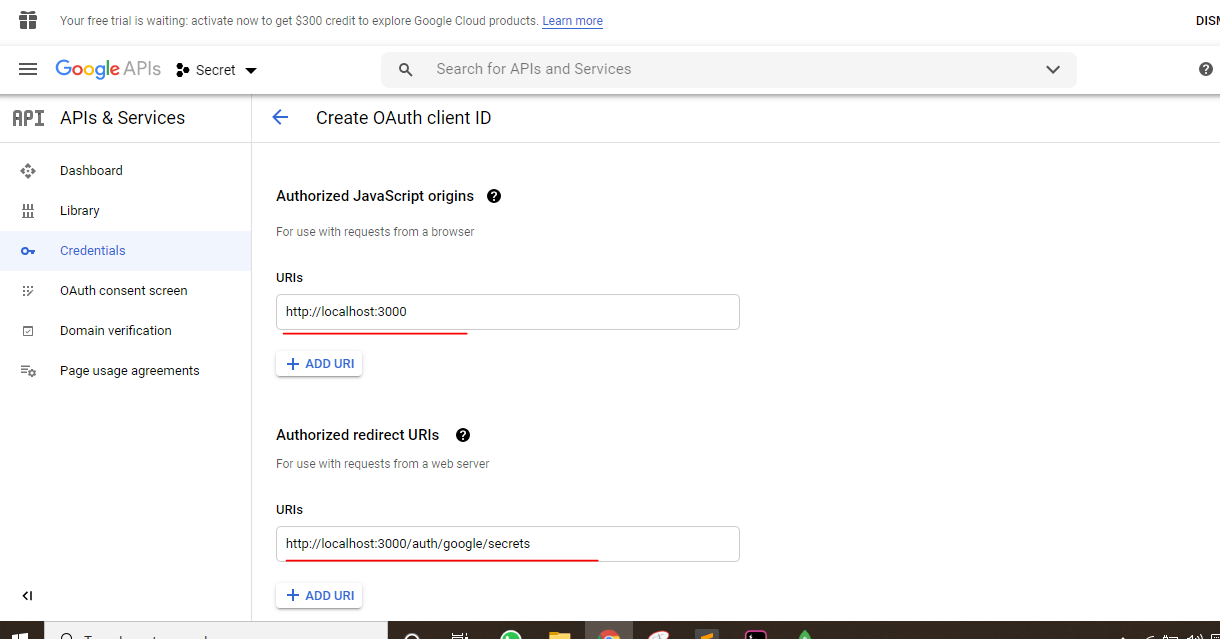 Your free trial is waiting: activate now to get $300 credit to explore Google Cloud products. Learn more
Google APIs
Secret
Search for APIs and Services
API APIs & Services
Create OAuth client ID
Dashboard
Library
Credentials
OAuth consent screen
Domain verification
Page usage agreements
Authorized JavaScript origins
For use with requests from a browser
URIs
http://localhost:3000
ADD URI
Authorized redirect URIs
For use with requests from a web server
URIs
http://localhost:3000/auth/google/secrets
ADD URI